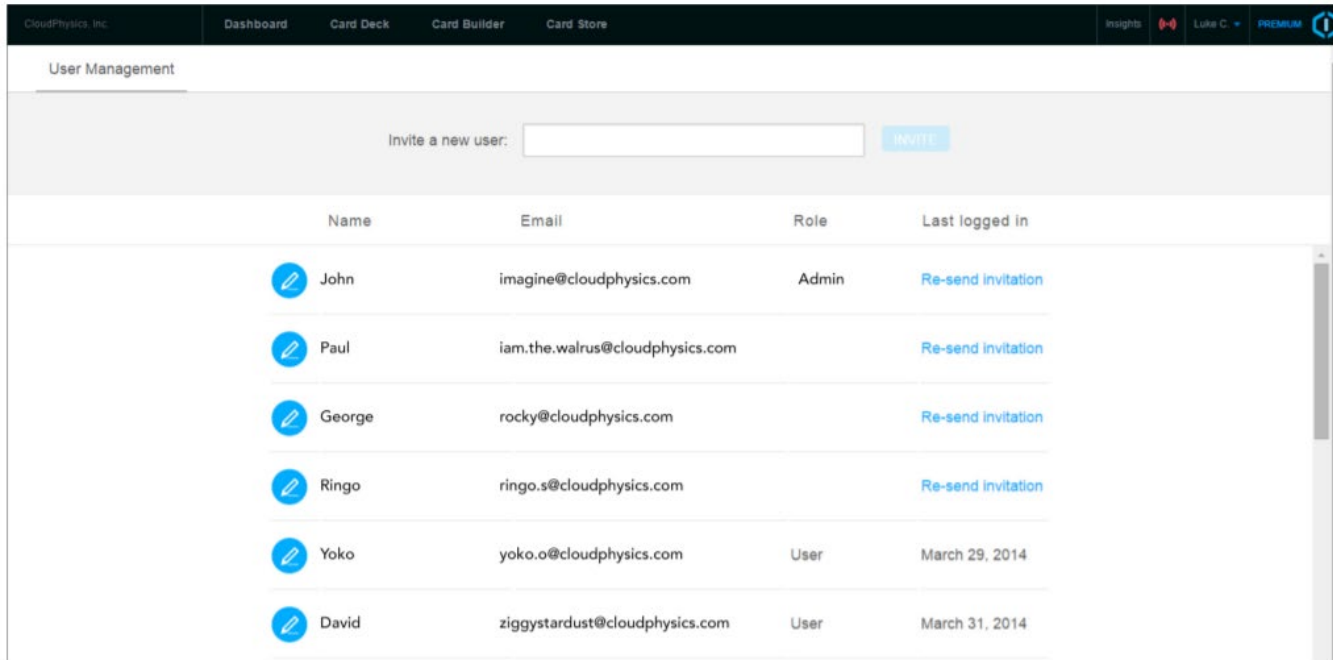 CloudPhysics, Inc. Dashboard Card Deck Card Builder Card Store Insights Luke C. PREMIUM
User Management
Invite a new user: INVITE
Name Email Role Last logged in
John imagine@cloudphysics.com Admin Re-send invitation
Paul iam.the.walrus@cloudphysics.com Re-send invitation
George rocky@cloudphysics.com Re-send invitation
Ringo ringo.s@cloudphysics.com Re-send invitation
Yoko yoko.o@cloudphysics.com User March 29, 2014
David ziggystardust@cloudphysics.com User March 31, 2014